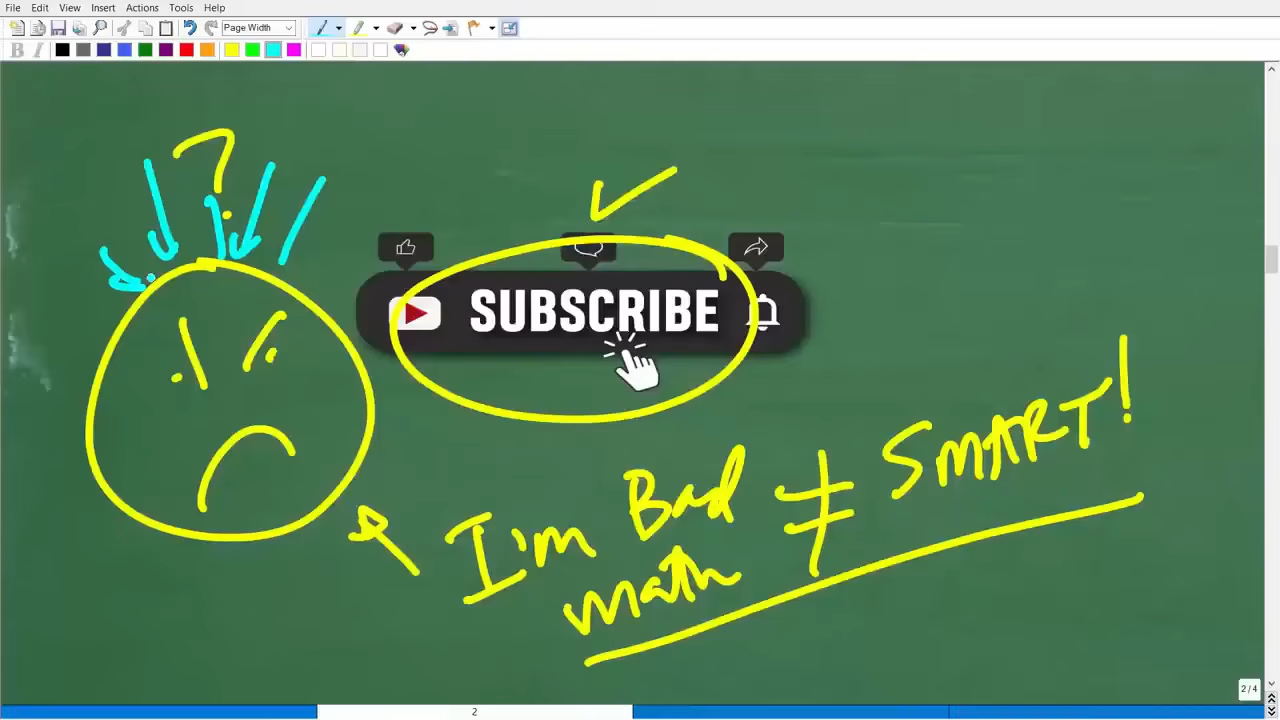 File Edit View Insert Actions Tools Help
Page Width
B I
?
SUBSCRIBE
I'm Bad ≠ SMART!
math
2 / 4
2